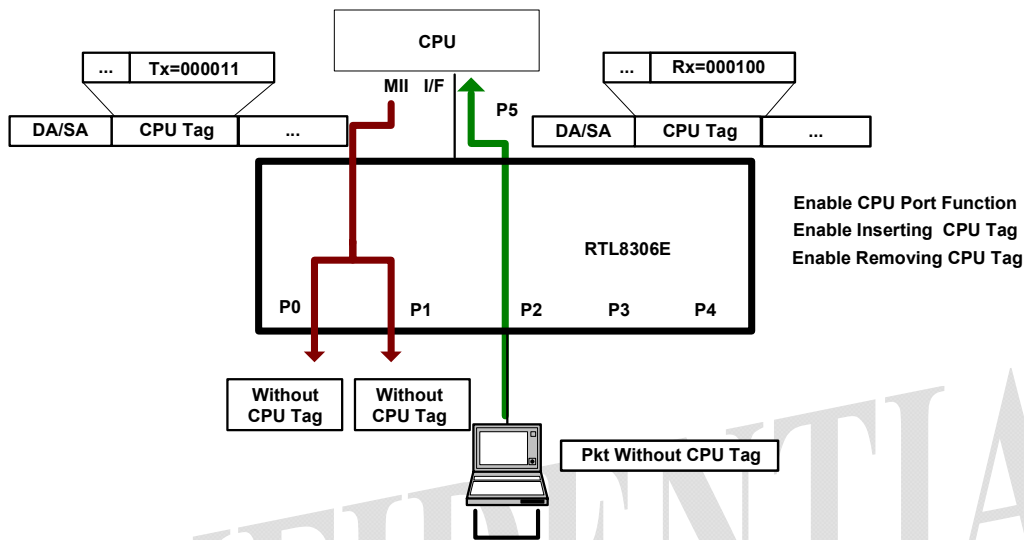 CPU
... Tx=000011
... Rx=000100
MII I/F
P5
DA/SA CPU Tag ...
DA/SA CPU Tag ...
Enable CPU Port Function
Enable Inserting CPU Tag
Enable Removing CPU Tag
RTL8306E
P0 P1 P2 P3 P4
Without
CPU Tag
Without
CPU Tag
Pkt Without CPU Tag